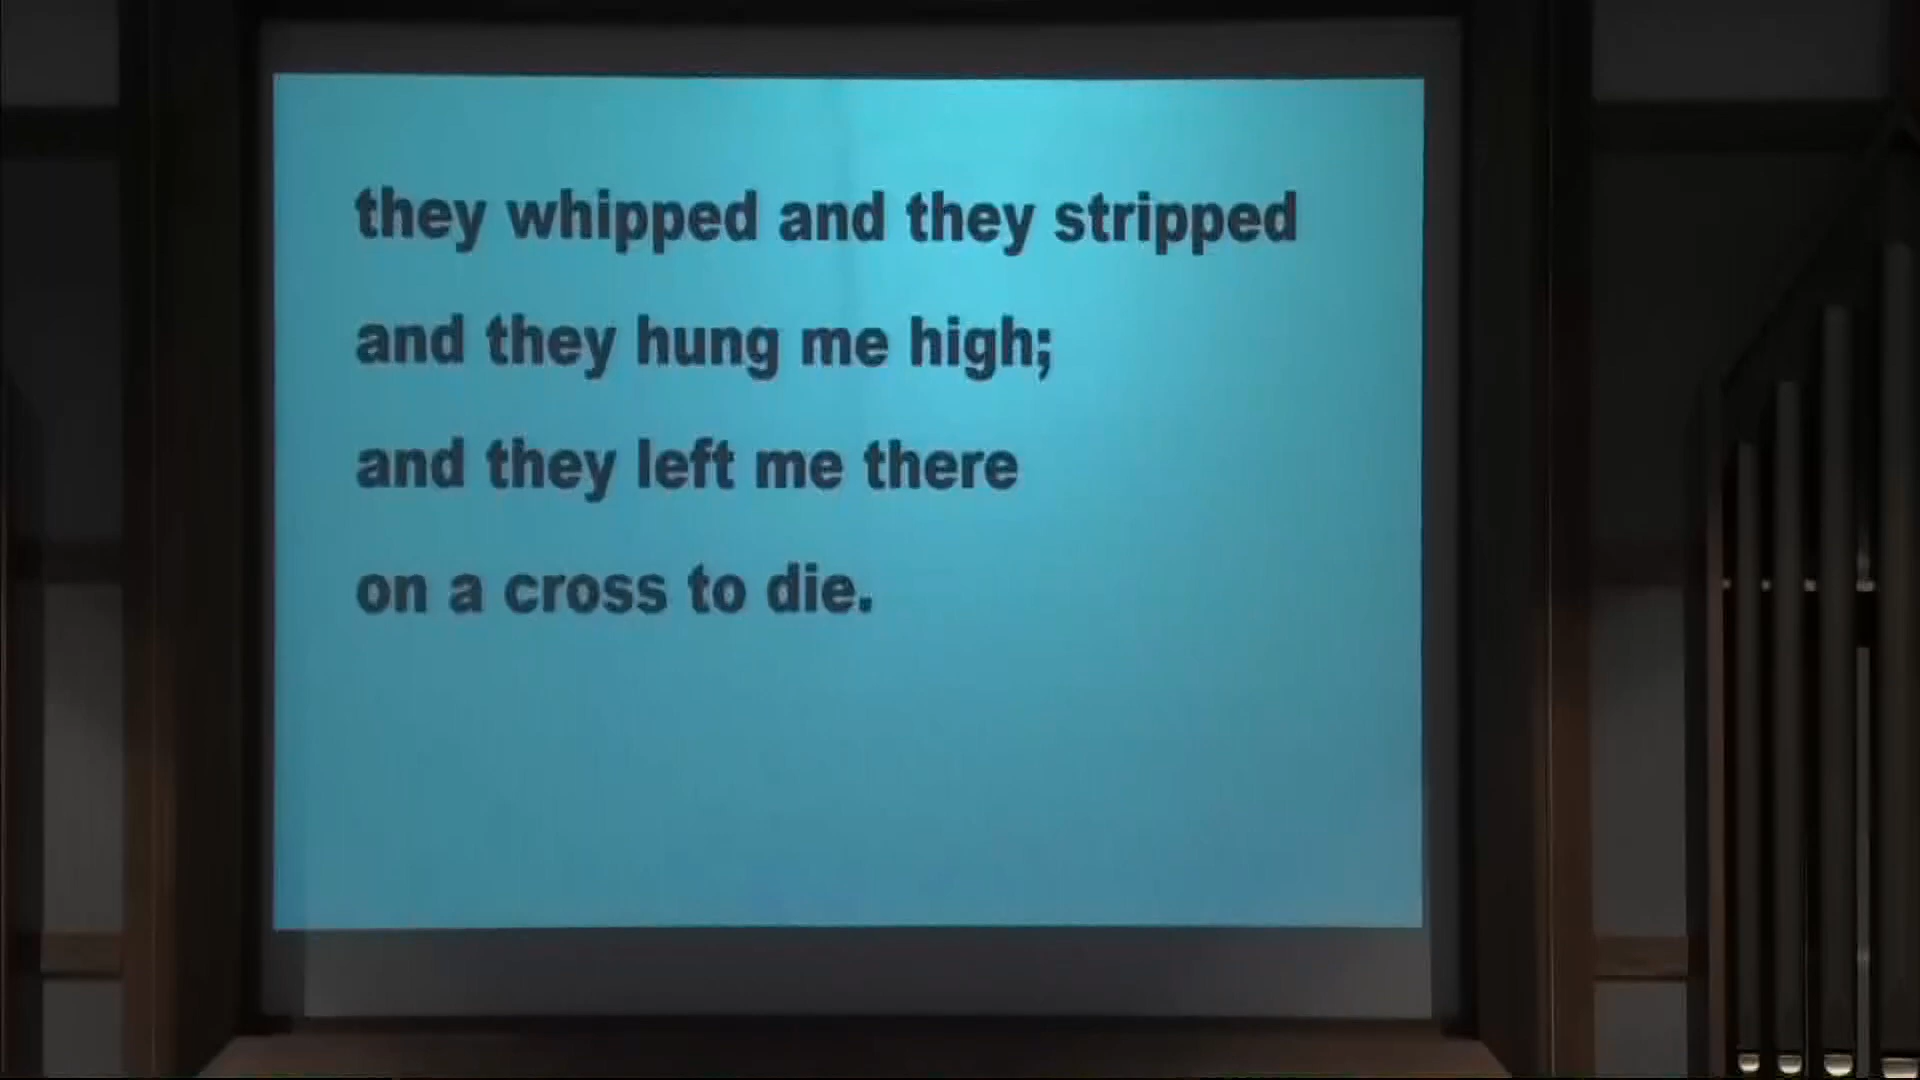 they whipped and they stripped
and they hung me high;
and they left me there
on a cross to die.